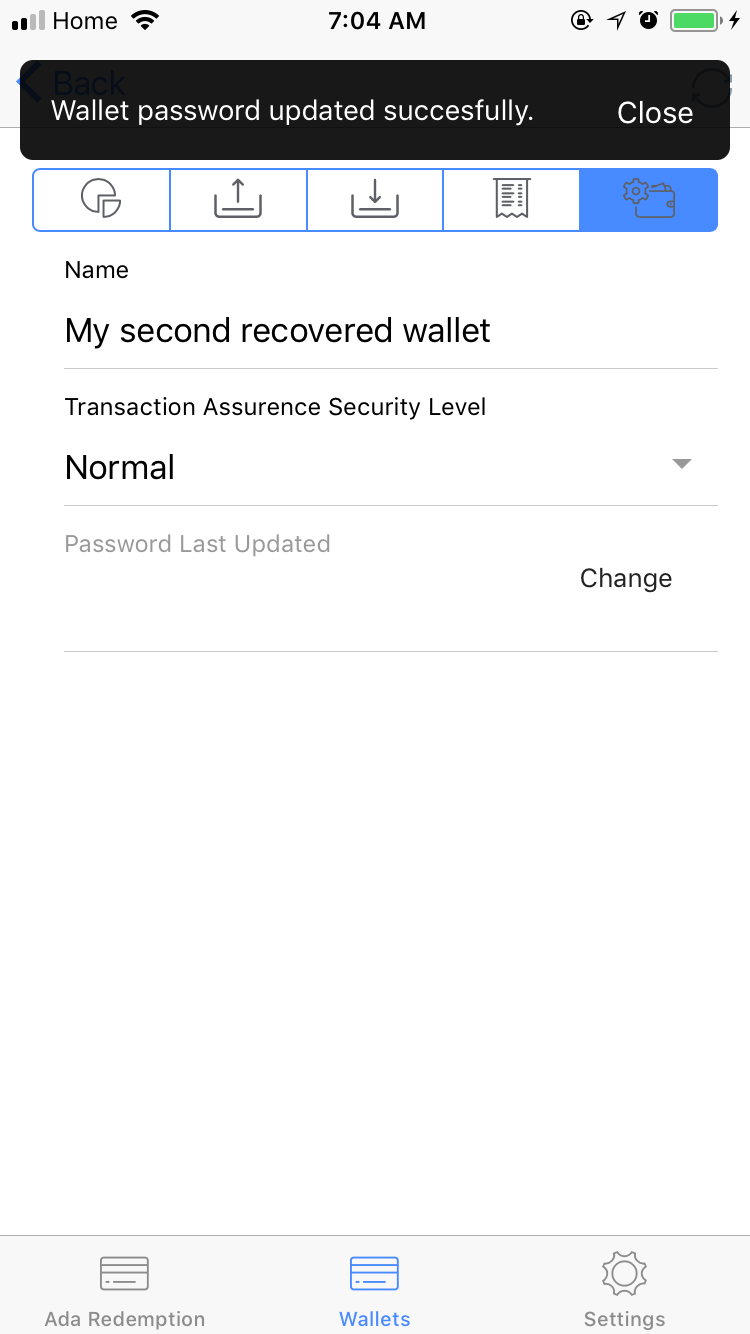 Home 7:04 AM
Back
Wallet password updated succesfully. Close
Name
My second recovered wallet
Transaction Assurence Security Level
Normal
Password Last Updated
Change
Ada Redemption Wallets Settings